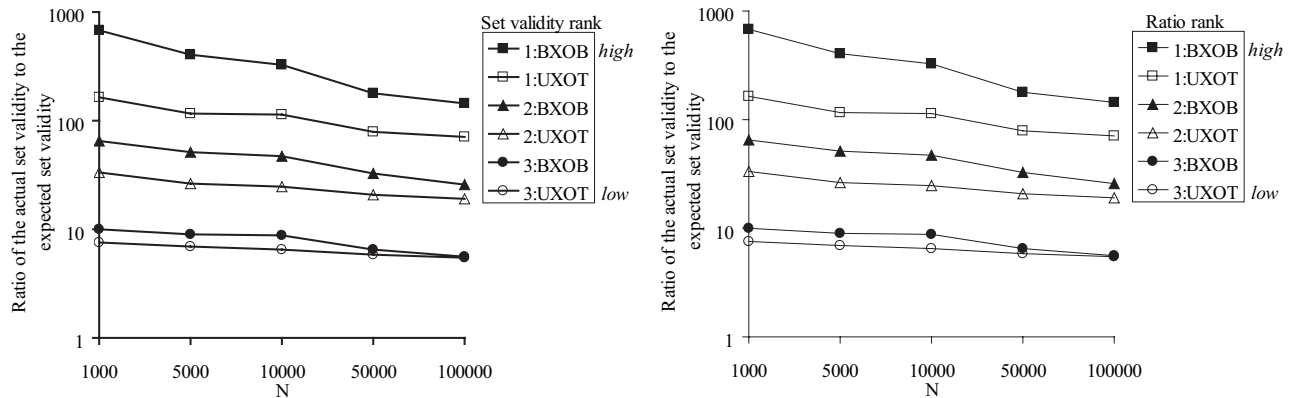 Ratio of the actual set validity to the
expected set validity
1000
100
10
1
1000 5000 10000 50000 100000
N
Set validity rank
1:BXOB high
1:UXOT
2:BXOB
2:UXOT
3:BXOB
3:UXOT low
Ratio of the actual set validity to the
expected set validity
1000
100
10
1
1000 5000 10000 50000 100000
N
Ratio rank
1:BXOB high
1:UXOT
2:BXOB
2:UXOT
3:BXOB
3:UXOT low